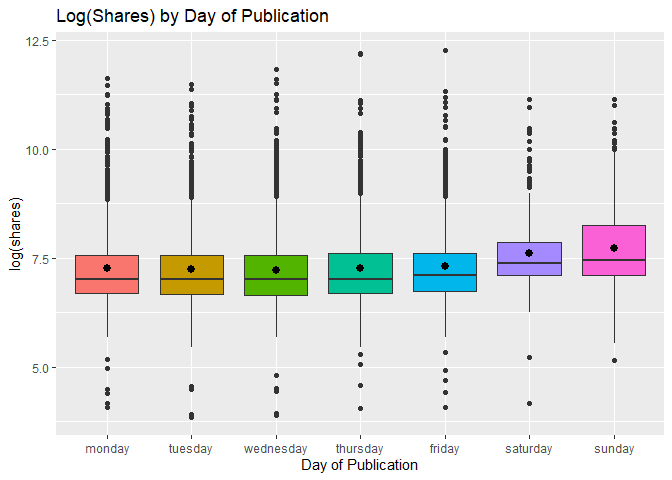 Log(Shares) by Day of Publication
12.5
10.0
7.5
5.0
log(shares)
monday tuesday wednesday thursday friday saturday sunday
Day of Publication